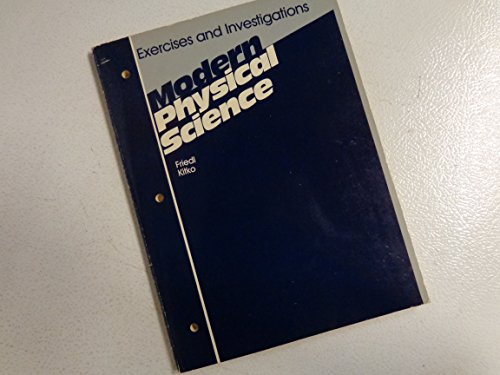 Exercises and Investigations
Modern
Physical
Science
Friedl
Kitko